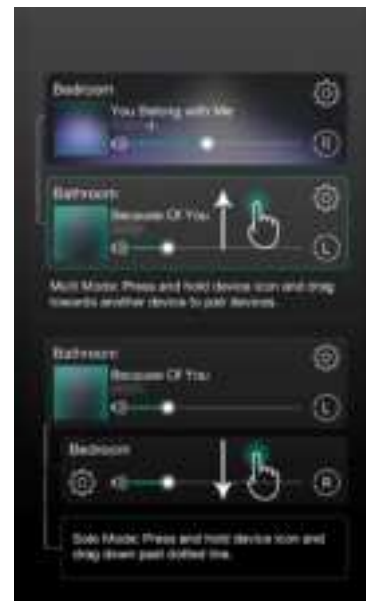 Bedroom
You Belong with Me
R
Bathroom
Because Of You
L
Multi Mode: Press and hold device icon and drag
towards another device to pair devices.
Bathroom
Because Of You
L
Bedroom
R
Solo Mode: Press and hold device icon and
drag down past dotted line.